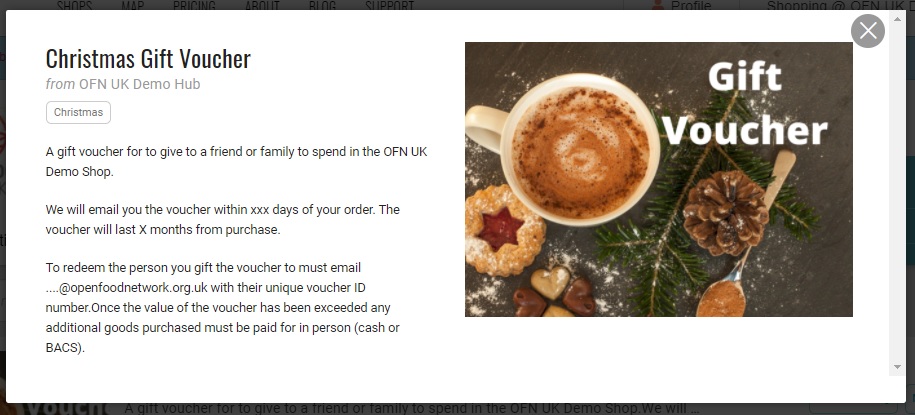 SHOPS MAP PRICING ABOUT BLOG SUPPORT
Profile Shopping @ OFN UK
Christmas Gift Voucher
from OFN UK Demo Hub
Christmas
A gift voucher for to give to a friend or family to spend in the OFN UK
Demo Shop.
We will email you the voucher within xxx days of your order. The
voucher will last X months from purchase.
To redeem the person you gift the voucher to must email
....@openfoodnetwork.org.uk with their unique voucher ID
number.Once the value of the voucher has been exceeded any
additional goods purchased must be paid for in person (cash or
BACS).
Gift
Voucher
A gift voucher for to give to a friend or family to spend in the OFN UK Demo Shop.We will ...